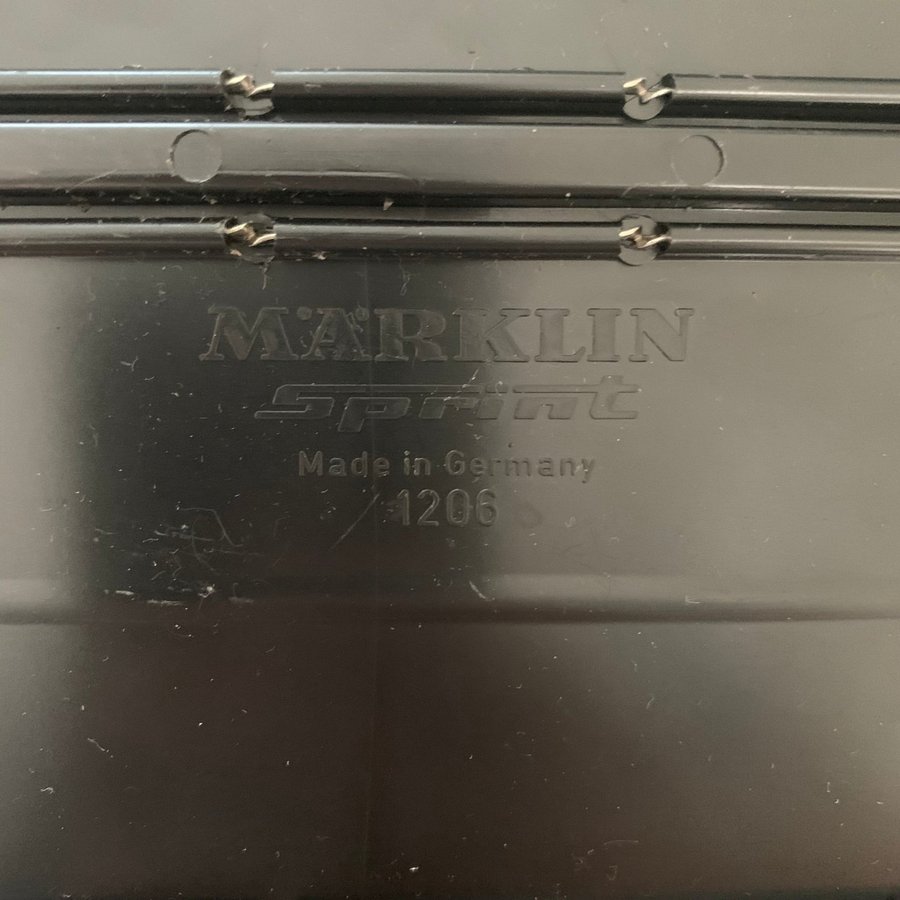 MÄRKLIN
sprint
Made in Germany
1206